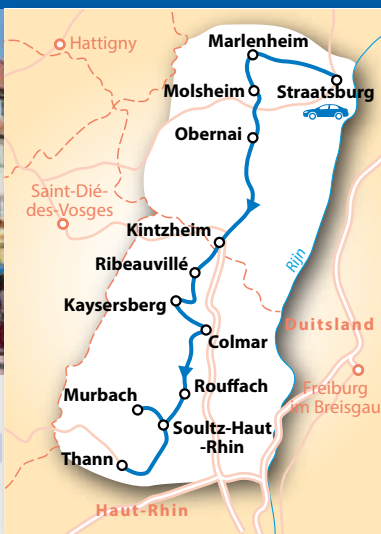 Hattigny
Marlenheim
Molsheim
Straatsburg
Obernai
Saint-Dié-
des-Vosges
Kintzheim
Rijn
Ribeauvillé
Kaysersberg
Duitsland
Colmar
Murbach
Rouffach
Freiburg
im Breisgau
Soultz-Haut
-Rhin
Thann
Haut-Rhin